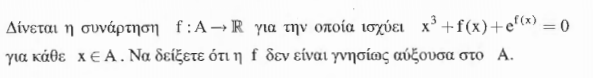 Δίνεται η συνάρτηση f : A → ℝ για την οποία ισχύει x³ + f(x) + e^{f(x)} = 0
για κάθε x ∈ A . Να δείξετε ότι η f δεν είναι γνησίως αύξουσα στο A.